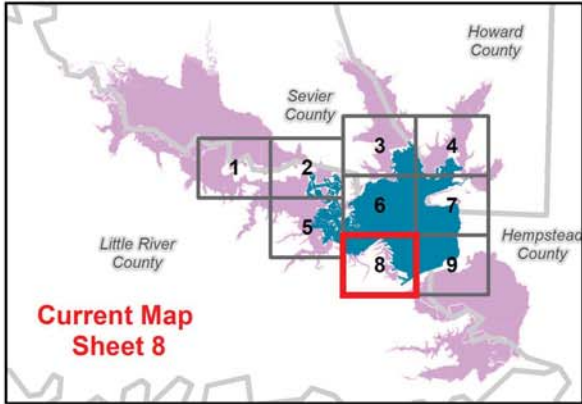 Howard
County
Sevier
County
3
4
1
2
6
7
5
Little River
County
Hempstead
County
8
9
Current Map
Sheet 8